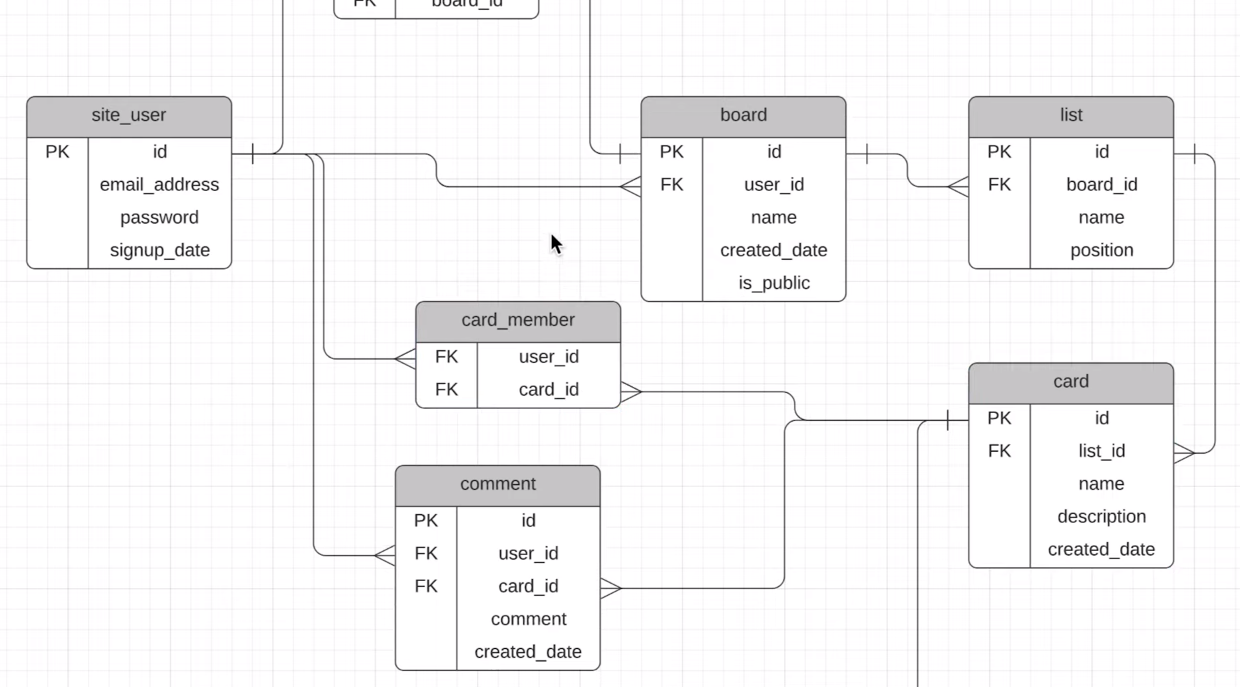 FK board_id
site_user
PK id
email_address
password
signup_date
board
PK id
FK user_id
name
created_date
is_public
list
PK id
FK board_id
name
position
card_member
FK user_id
FK card_id
card
PK id
FK list_id
name
description
created_date
comment
PK id
FK user_id
FK card_id
comment
created_date